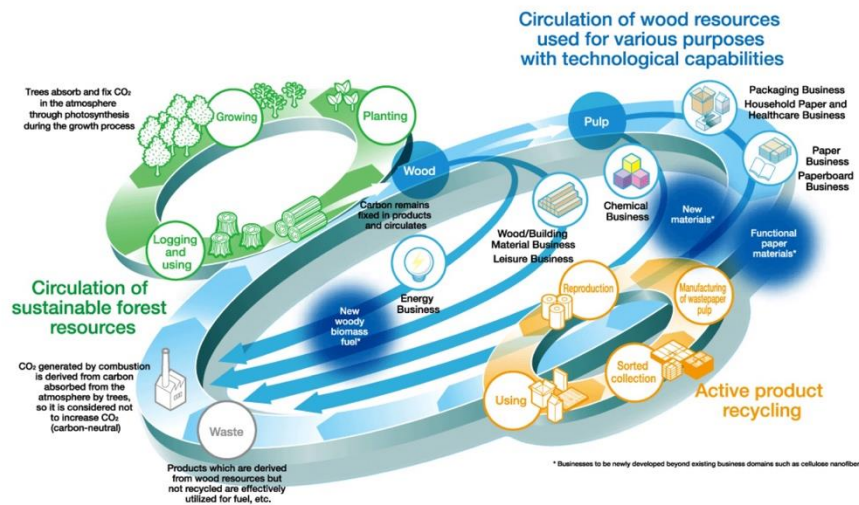 Circulation of wood resources
used for various purposes
with technological capabilities
Trees absorb and fix CO₂
in the atmosphere
through photosynthesis
during the growth process
Growing
Planting
Wood
Carbon remains
fixed in products
and circulates
Logging and
using
Circulation of
sustainable forest
resources
Pulp
Packaging Business
Household Paper and
Healthcare Business
Paper
Business
Paperboard
Business
Chemical
Business
New
materials*
Functional
paper
materials*
Wood/Building
Material Business
Leisure Business
Energy
Business
New
woody
biomass
fuel*
Reproduction
Manufacturing
of wastepaper
pulp
Sorted
collection
Using
Active product
recycling
CO₂ generated by combustion
is derived from carbon
absorbed from the
atmosphere by trees,
so it is considered not
to increase CO₂
(carbon-neutral)
Waste
Products which are derived
from wood resources but
not recycled are effectively
utilized for fuel, etc.
* Businesses to be newly developed beyond existing business domains such as cellulose nanofiber